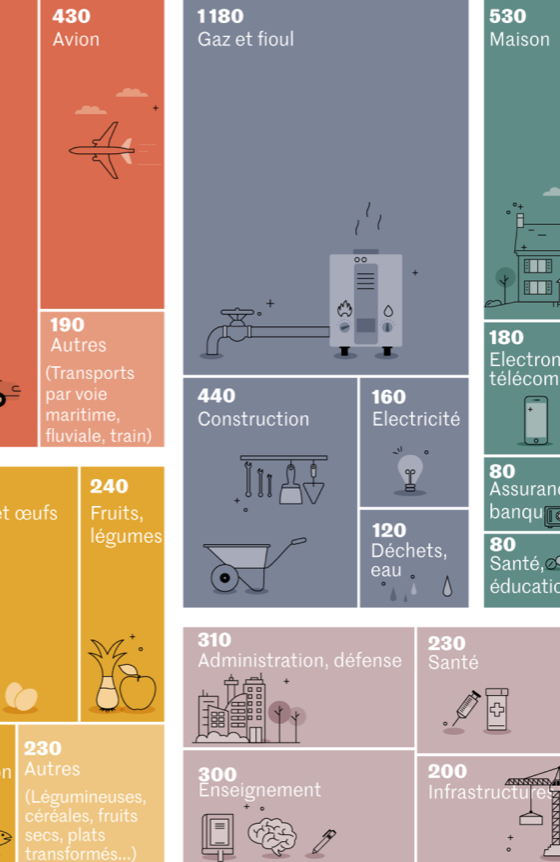 430
Avion
190
Autres
(Transports
par voie
maritime,
fluviale, train)
1180
Gaz et fioul
440
Construction
160
Electricité
120
Déchets,
eau
530
Maison
180
Electron
télécom
80
Assuranc
banqu
80
Santé,
éducatio
et œufs
240
Fruits,
légumes
on
230
Autres
(Légumineuses,
céréales, fruits
secs, plats
transformés...)
310
Administration, défense
230
Santé
300
Enseignement
200
Infrastructures